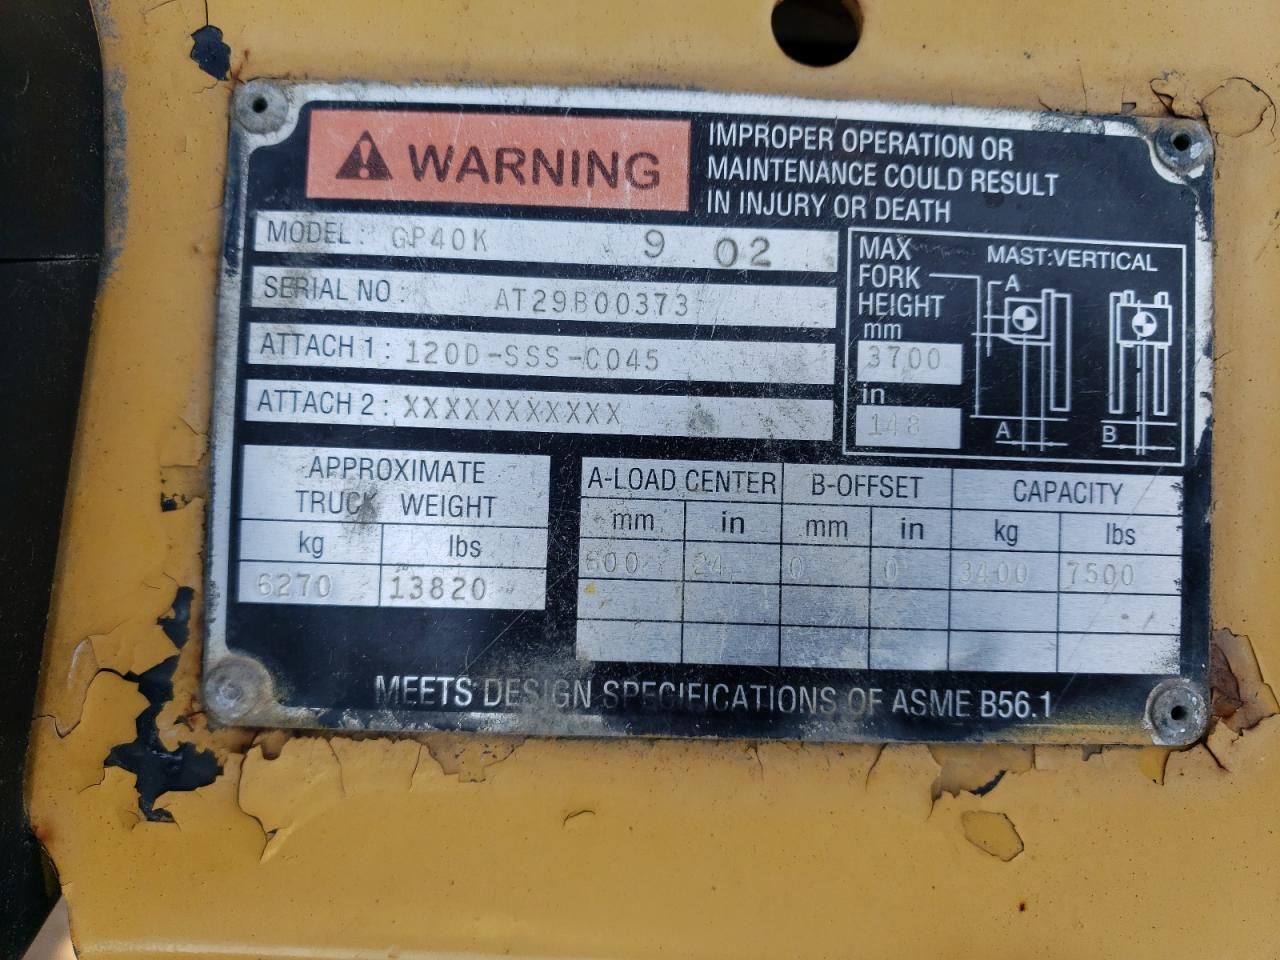 WARNING
IMPROPER OPERATION OR
MAINTENANCE COULD RESULT
IN INJURY OR DEATH
MODEL: GP40K 9 02
SERIAL NO: AT29B00373
ATTACH 1: 120D-SSS-C045
ATTACH 2: XXXXXXXXXXX
MAX
FORK
HEIGHT
mm
3700
in
148
MAST:VERTICAL
A
A
B
APPROXIMATE
TRUCK WEIGHT
kg lbs
6270 13820
A-LOAD CENTER B-OFFSET CAPACITY
mm in mm in kg lbs
600 24 0 0 3400 7500
MEETS DESIGN SPECIFICATIONS OF ASME B56.1